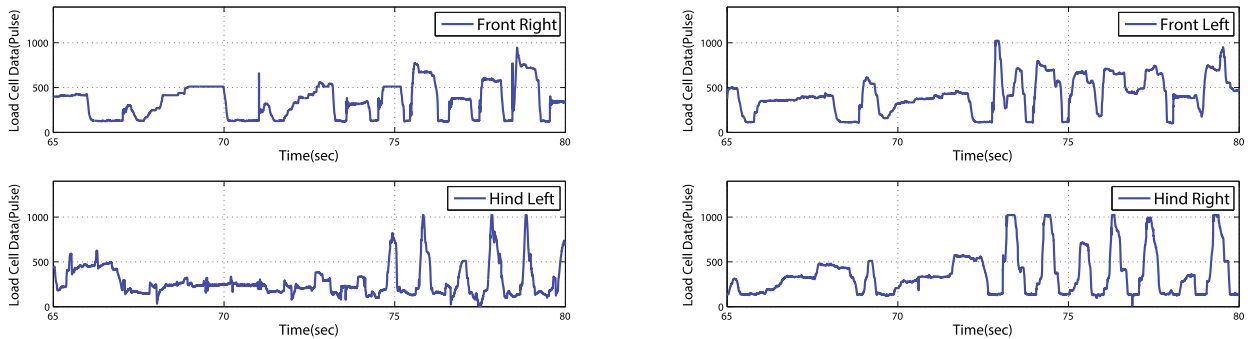 Front Right
Load Cell Data(Pulse)
1000
500
0
65 70 75 80
Time(sec)
Front Left
Load Cell Data(Pulse)
1000
500
0
65 70 75 80
Time(sec)
Hind Left
Load Cell Data(Pulse)
1000
500
0
65 70 75 80
Time(sec)
Hind Right
Load Cell Data(Pulse)
1000
500
0
65 70 75 80
Time(sec)